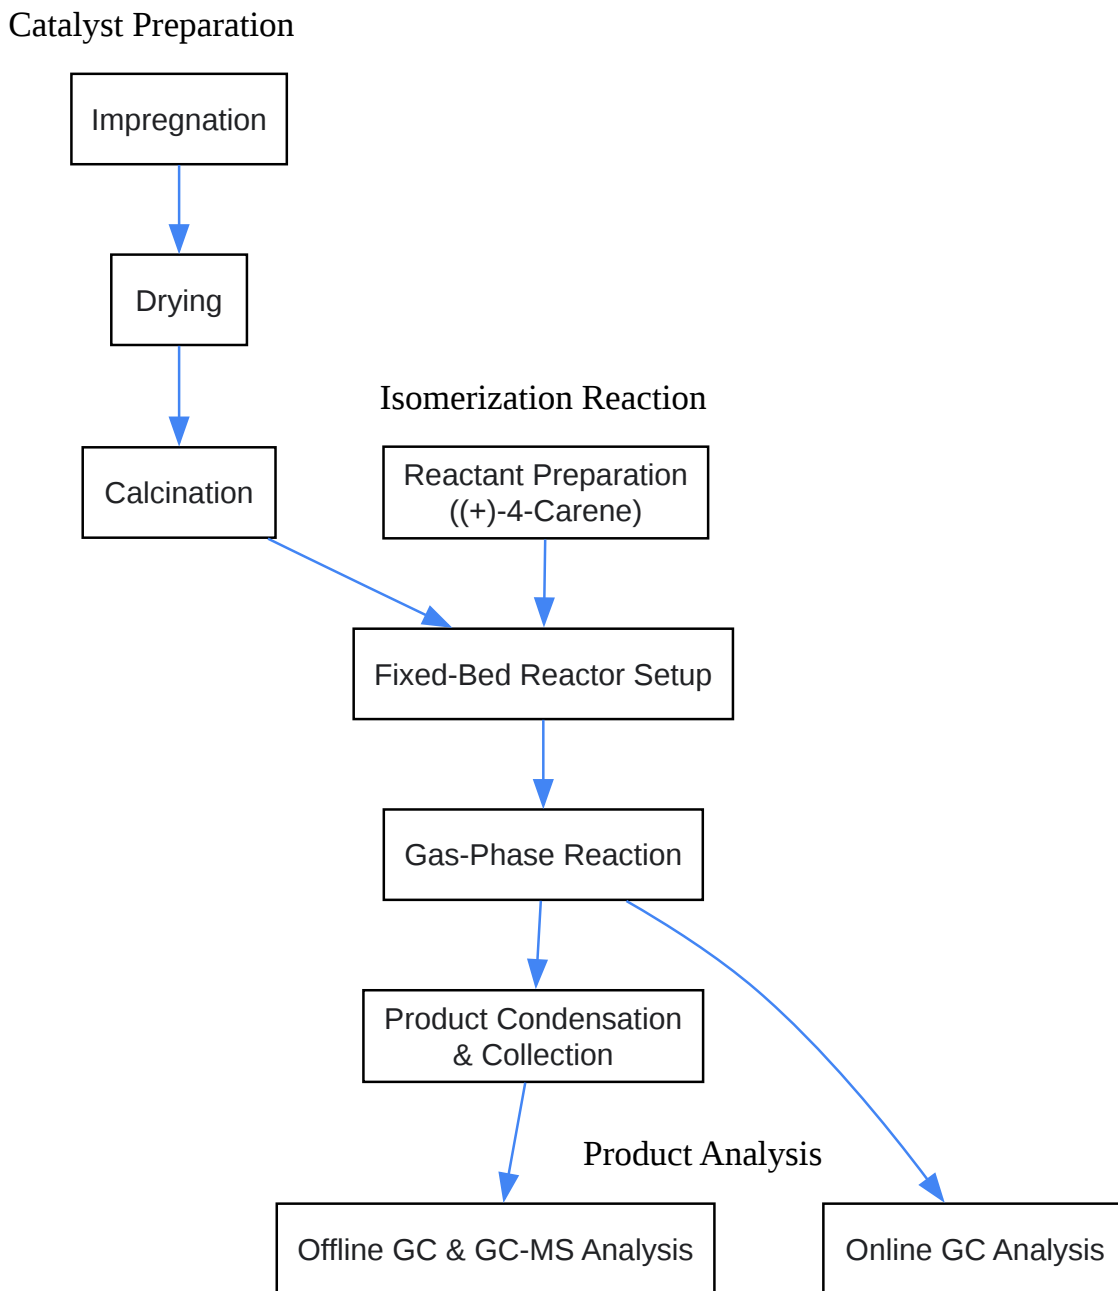 Catalyst Preparation
Impregnation
Drying
Calcination
Isomerization Reaction
Reactant Preparation
((+)-4-Carene)
Fixed-Bed Reactor Setup
Gas-Phase Reaction
Product Condensation
& Collection
Product Analysis
Offline GC & GC-MS Analysis
Online GC Analysis